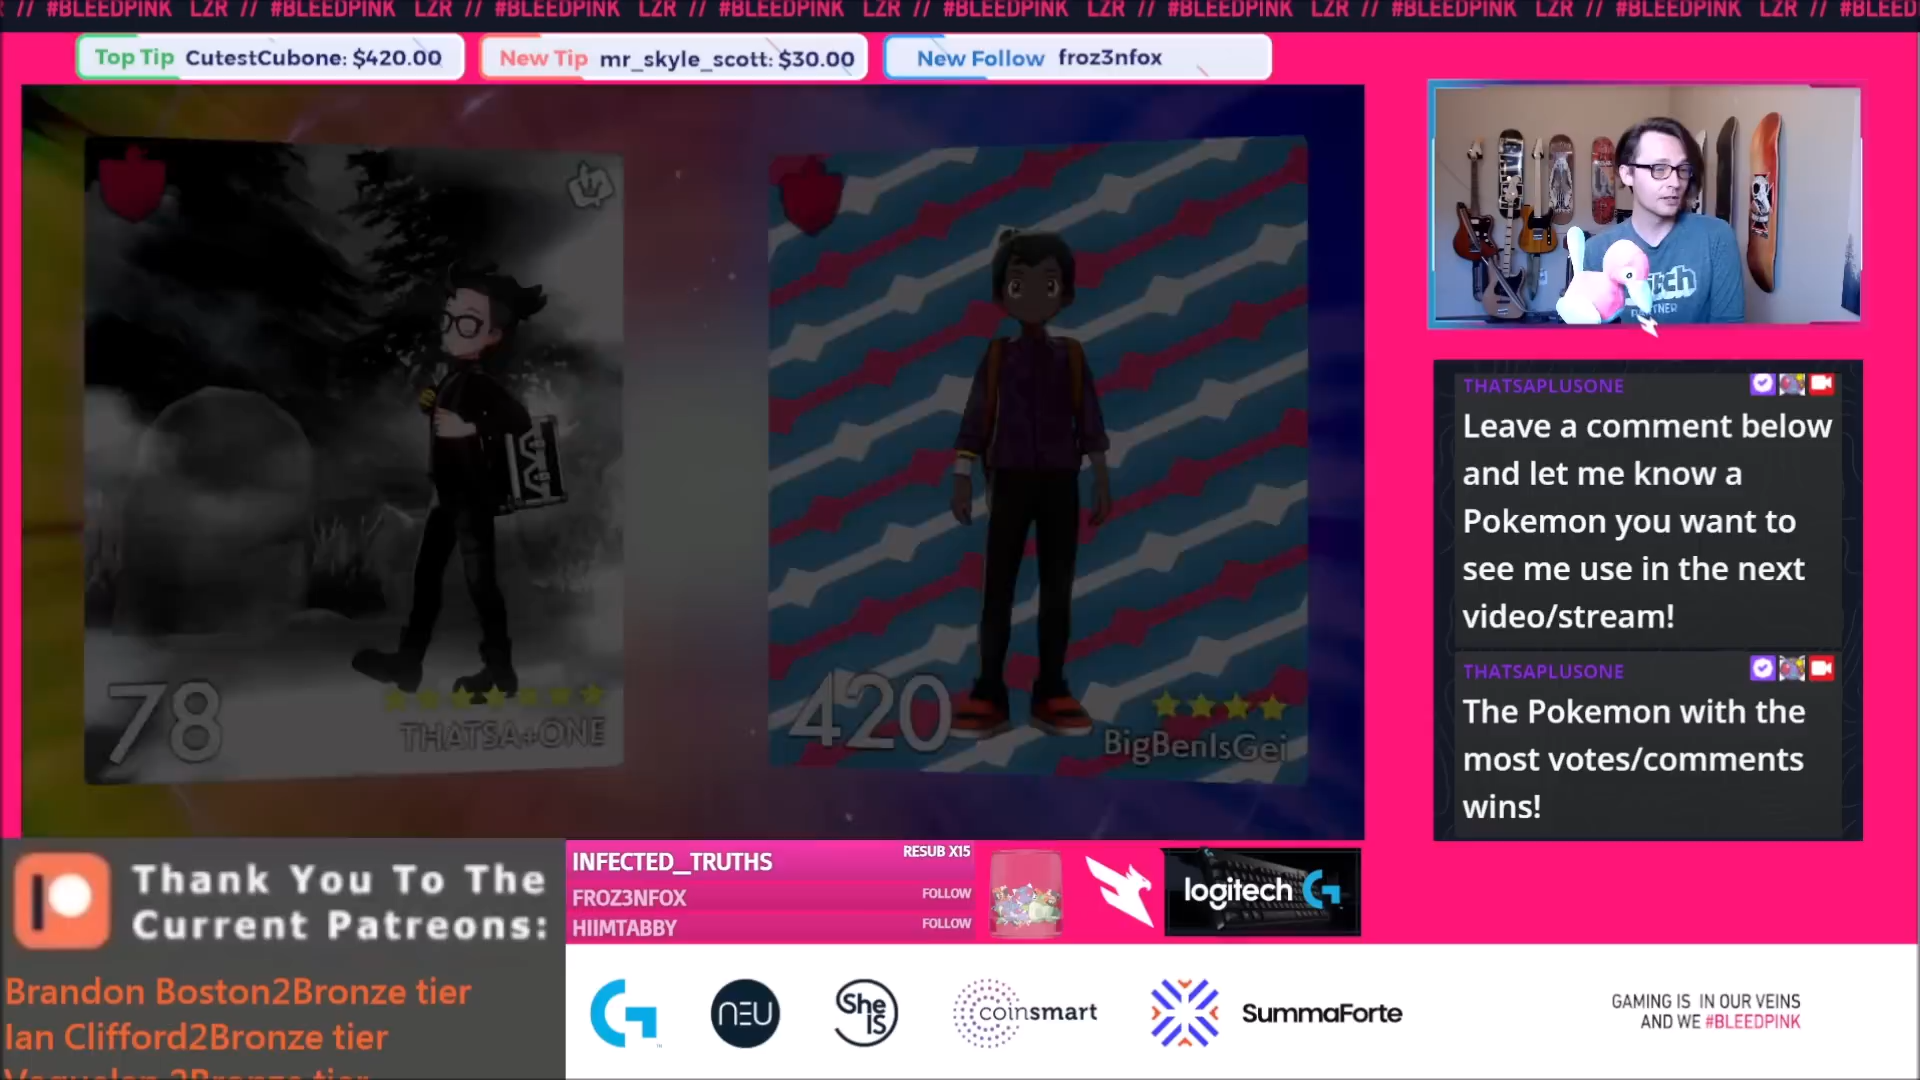 // #BLEEDPINK LZR // #BLEEDPINK LZR // #BLEEDPINK LZR // #BLEEDPINK LZR // #BLEEDPINK LZR // #BLEEDPINK LZR // #BLEEDPINK LZR // #BLEEDPINK LZR // #BLEED
Top Tip CutestCubone: $420.00
New Tip mr_skyle_scott: $30.00
New Follow froz3nfox
78
THATSA+ONE
420
BigBenIsGei
THATSAPLUSONE
Leave a comment below
and let me know a
Pokemon you want to
see me use in the next
video/stream!
THATSAPLUSONE
The Pokemon with the
most votes/comments
wins!
Thank You To The
Current Patreons:
Brandon Boston2Bronze tier
Ian Clifford2Bronze tier
INFECTED_TRUTHS RESUB X15
FROZ3NFOX FOLLOW
HIIMTABBY FOLLOW
logitech G
NEU
She
IS
coinsmart
SummaForte
GAMING IS IN OUR VEINS
AND WE #BLEEDPINK